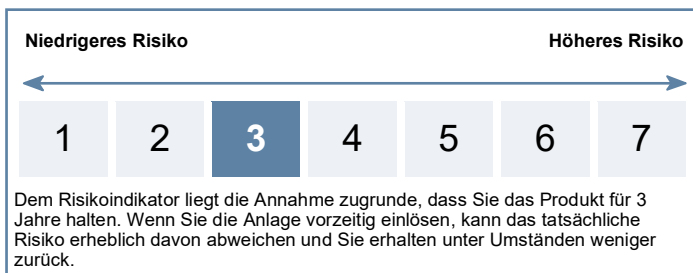 Niedrigeres Risiko Höheres Risiko
1 2 3 4 5 6 7
Dem Risikoindikator liegt die Annahme zugrunde, dass Sie das Produkt für 3
Jahre halten. Wenn Sie die Anlage vorzeitig einlösen, kann das tatsächliche
Risiko erheblich davon abweichen und Sie erhalten unter Umständen weniger
zurück.